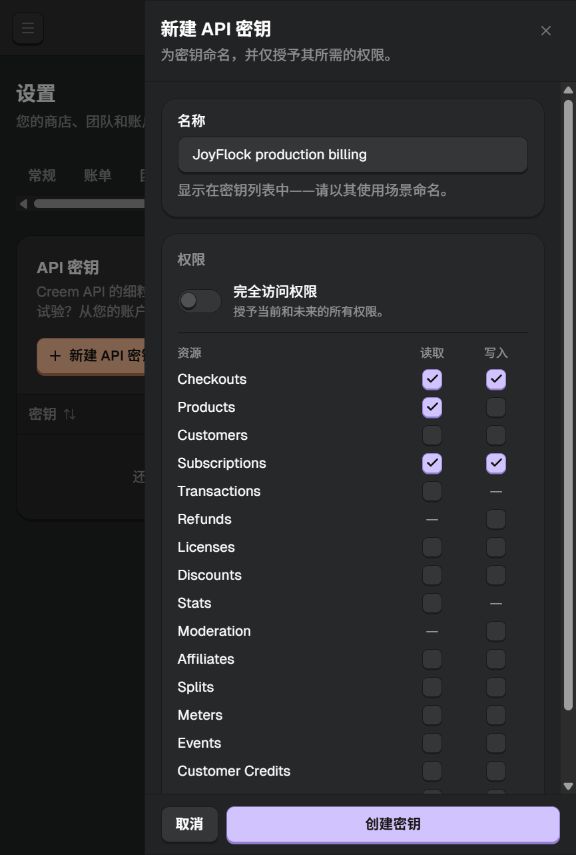 新建 API 密钥
为密钥命名，并仅授予其所需的权限。
设置
您的商店、团队和账
常规 账单
API 密钥
Creem API 的细粒
试验？从您的账户
+ 新建 API 密
密钥
还
名称
JoyFlock production billing
显示在密钥列表中——请以其使用场景命名。
权限
完全访问权限
授予当前和未来的所有权限。
资源 读取 写入
Checkouts
Products
Customers
Subscriptions
Transactions —
Refunds —
Licenses
Discounts
Stats —
Moderation —
Affiliates
Splits
Meters
Events
Customer Credits
取消 创建密钥